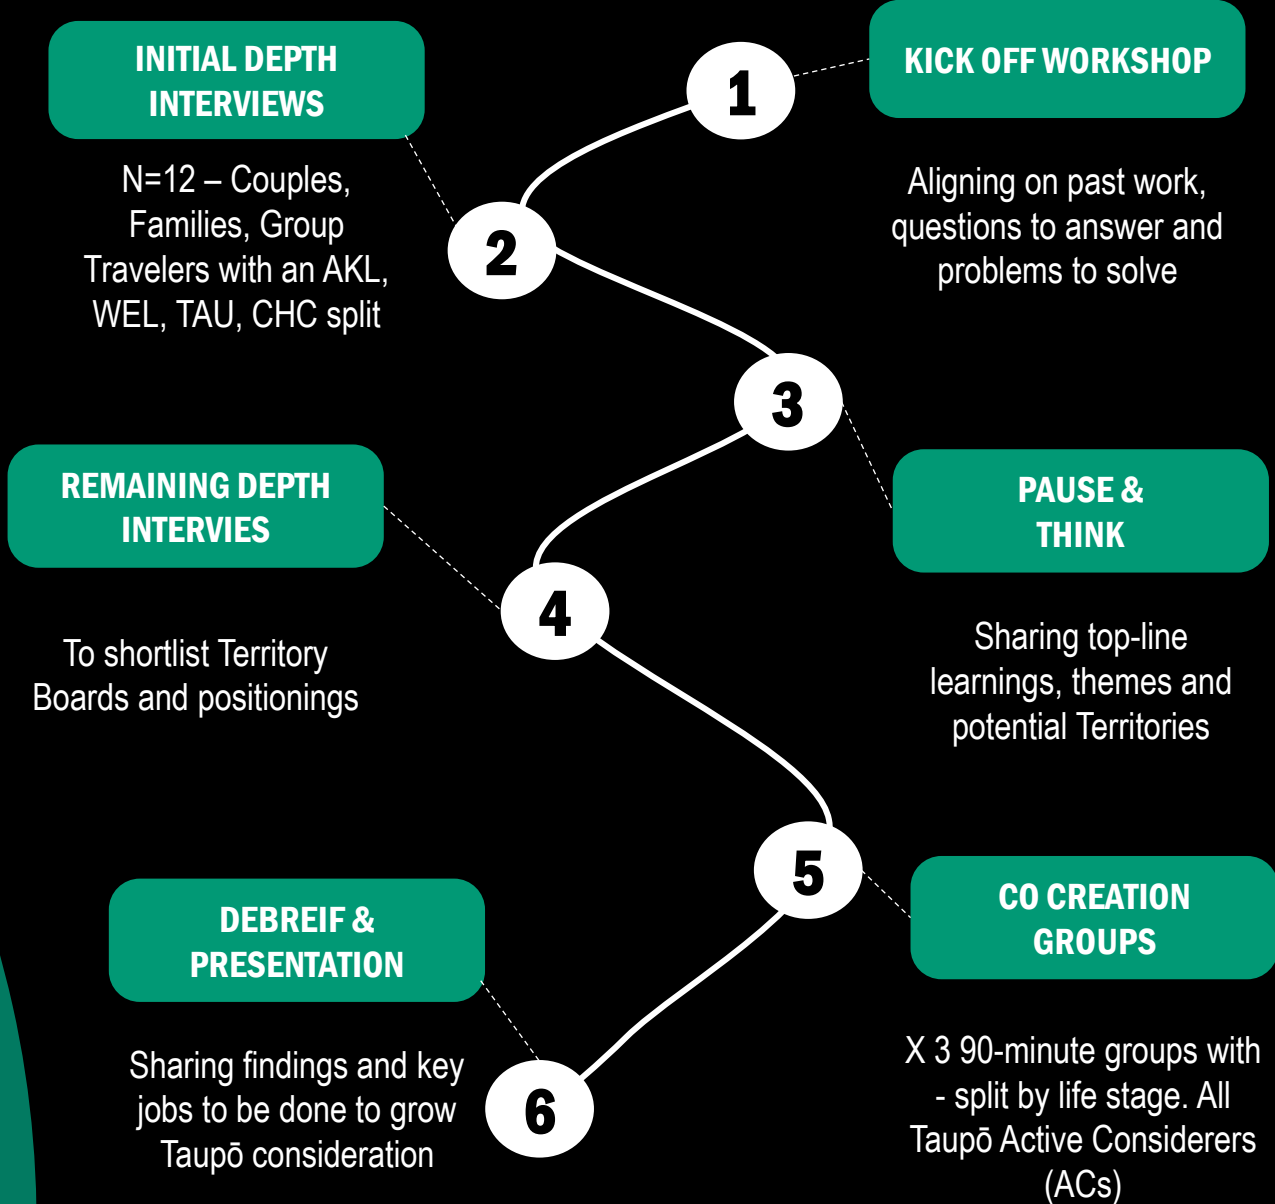 1
KICK OFF WORKSHOP
Aligning on past work,
questions to answer and
problems to solve
INITIAL DEPTH
INTERVIEWS
N=12 – Couples,
Families, Group
Travelers with an AKL,
WEL, TAU, CHC split
2
3
PAUSE &
THINK
Sharing top-line
learnings, themes and
potential Territories
REMAINING DEPTH
INTERVIES
To shortlist Territory
Boards and positionings
4
5
CO CREATION
GROUPS
X 3 90-minute groups with
- split by life stage. All
Taupō Active Considerers
(ACs)
DEBREIF &
PRESENTATION
Sharing findings and key
jobs to be done to grow
Taupō consideration
6